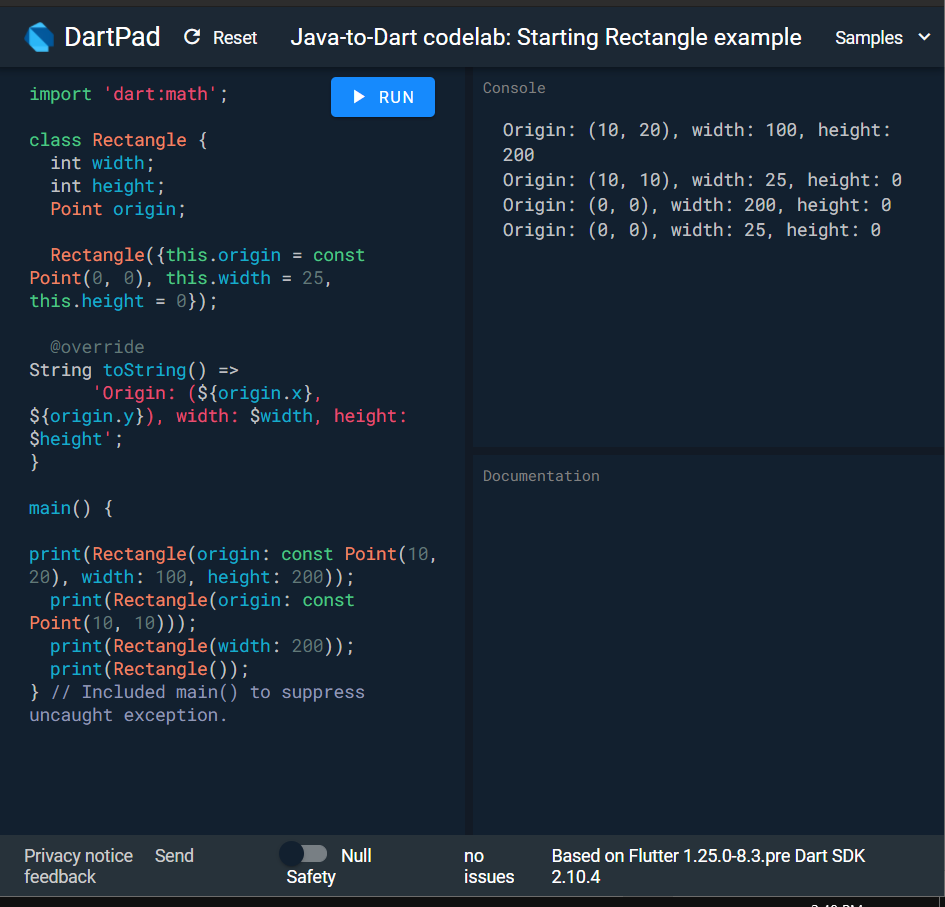 DartPad Reset Java-to-Dart codelab: Starting Rectangle example Samples
import 'dart:math';
RUN
class Rectangle {
  int width;
  int height;
  Point origin;

  Rectangle({this.origin = const
Point(0, 0), this.width = 25,
this.height = 0});

  @override
String toString() =>
      'Origin: (${origin.x},
${origin.y}), width: $width, height:
$height';
}

main() {

print(Rectangle(origin: const Point(10,
20), width: 100, height: 200));
  print(Rectangle(origin: const
Point(10, 10)));
  print(Rectangle(width: 200));
  print(Rectangle());
} // Included main() to suppress
uncaught exception.
Console
Origin: (10, 20), width: 100, height:
200
Origin: (10, 10), width: 25, height: 0
Origin: (0, 0), width: 200, height: 0
Origin: (0, 0), width: 25, height: 0
Documentation
Privacy notice Send
feedback
Null
Safety
no
issues
Based on Flutter 1.25.0-8.3.pre Dart SDK
2.10.4